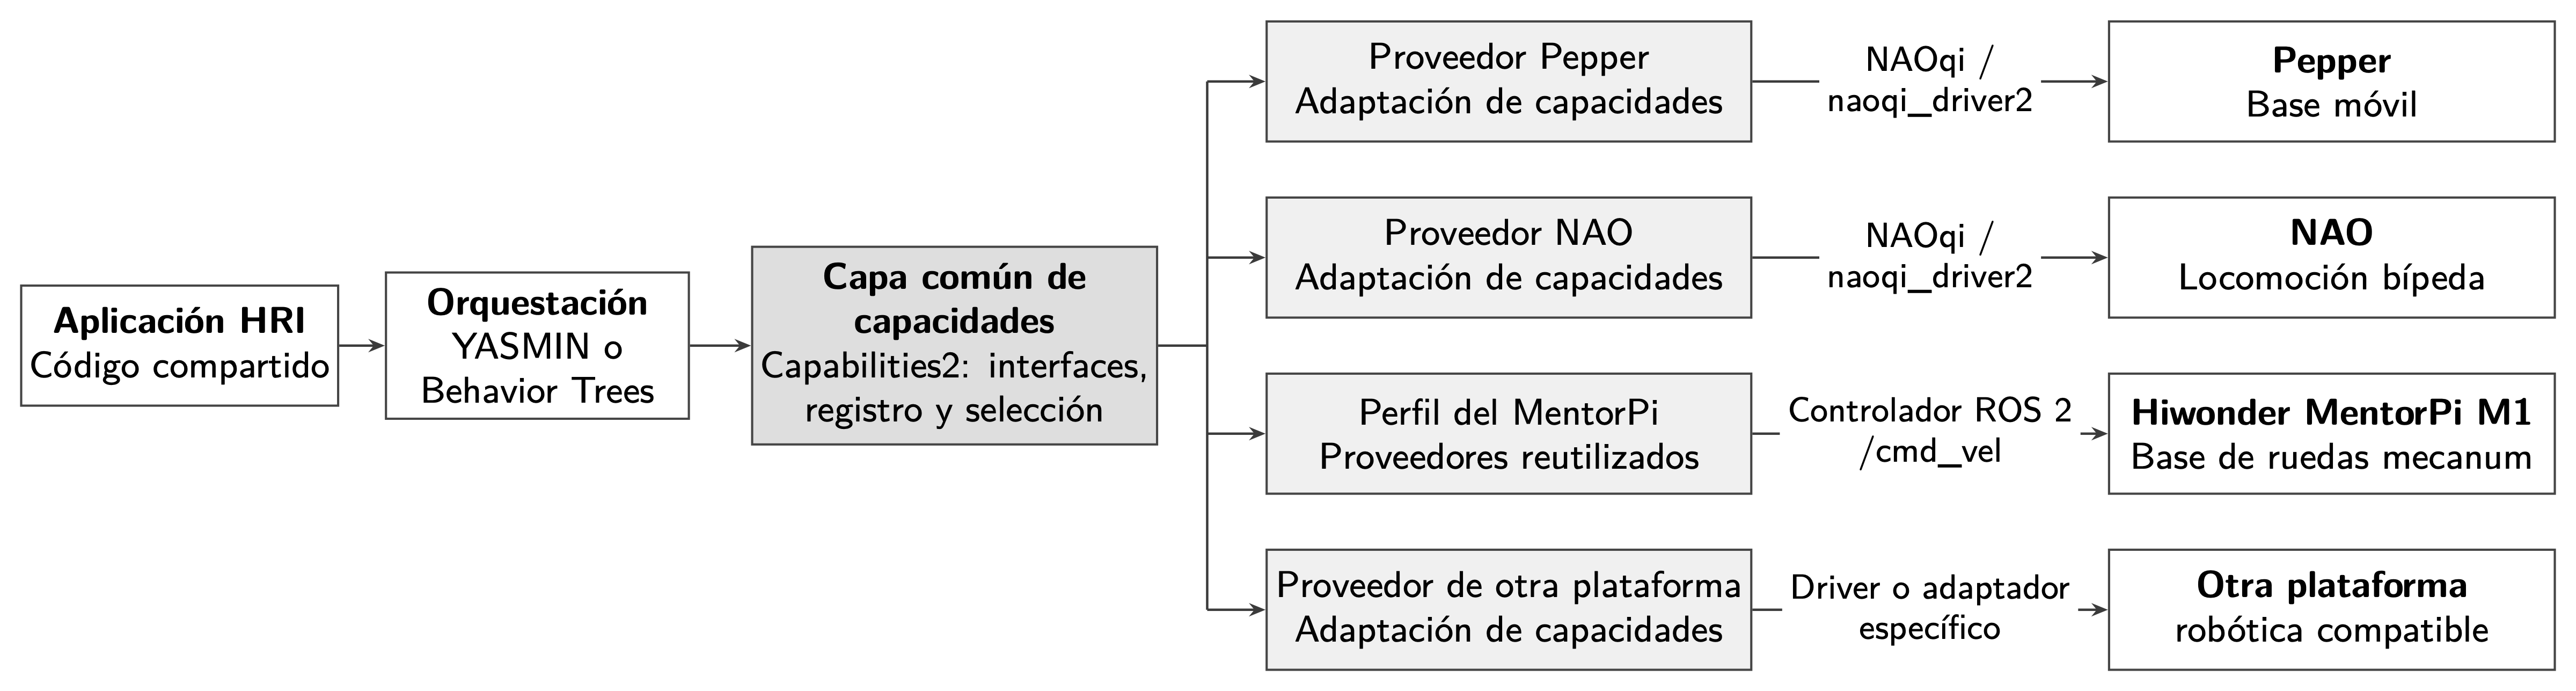 Aplicación HRI
Código compartido
Orquestación
YASMIN o
Behavior Trees
Capa común de
capacidades
Capabilities2: interfaces,
registro y selección
Proveedor Pepper
Adaptación de capacidades
NAOqi /
naoqi_driver2
Pepper
Base móvil
Proveedor NAO
Adaptación de capacidades
NAOqi /
naoqi_driver2
NAO
Locomoción bípeda
Perfil del MentorPi
Proveedores reutilizados
Controlador ROS 2
/cmd_vel
Hiwonder MentorPi M1
Base de ruedas mecanum
Proveedor de otra plataforma
Adaptación de capacidades
Driver o adaptador
específico
Otra plataforma
robótica compatible